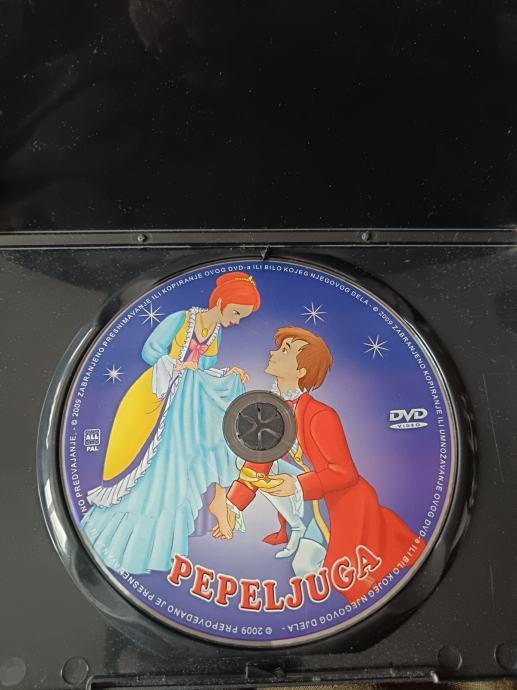 NO PREDVAJANJE. - © 2009 ZABRANJENO PRESNIMAVANJE ILI KOPIRANJE OVOG DVD-a ILI BILO KOJEG NJEGOVOG DELA. - © 2009 ZABRANJENO KOPIRANJE ILI UMNOŽAVANJE OVOG DVD-a ILI BILO KOJEG NJEGOVOG DJELA -
© 2009 PREPOVEDANO JE
DVD
VIDEO
ALL
PAL
PEPELJUGA